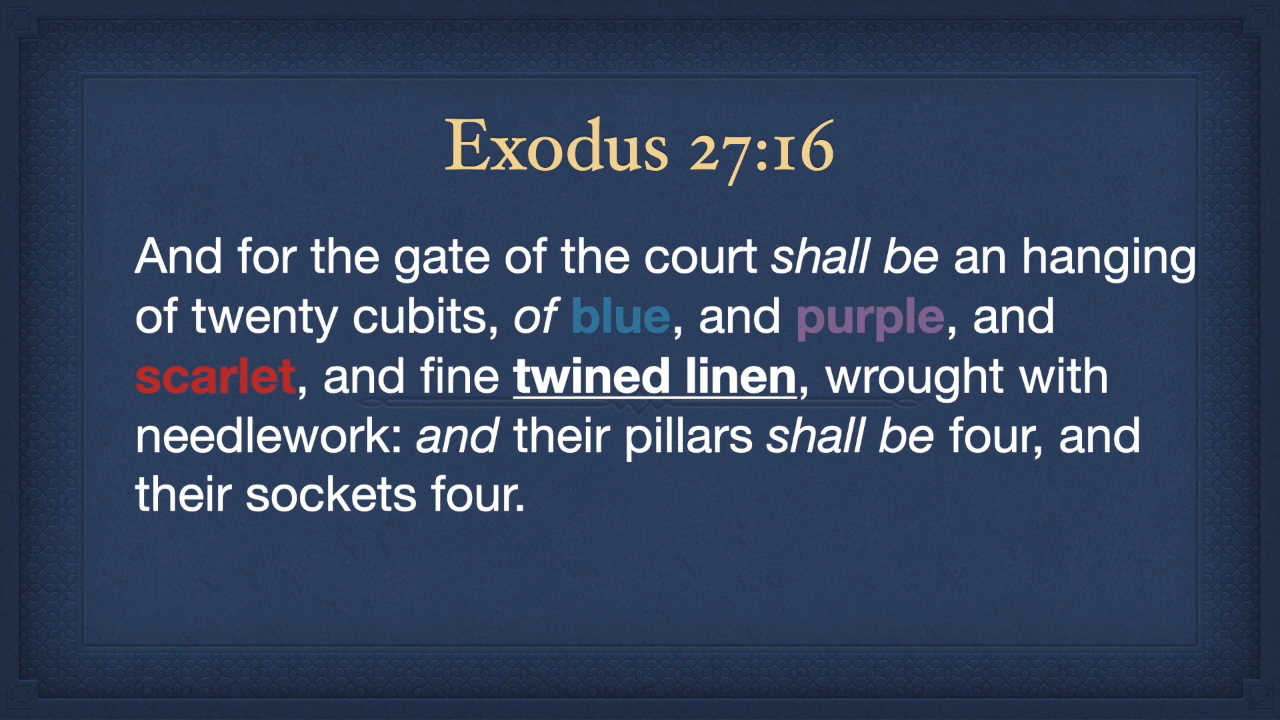 Exodus 27:16
And for the gate of the court shall be an hanging
of twenty cubits, of blue, and purple, and
scarlet, and fine twined linen, wrought with
needlework: and their pillars shall be four, and
their sockets four.